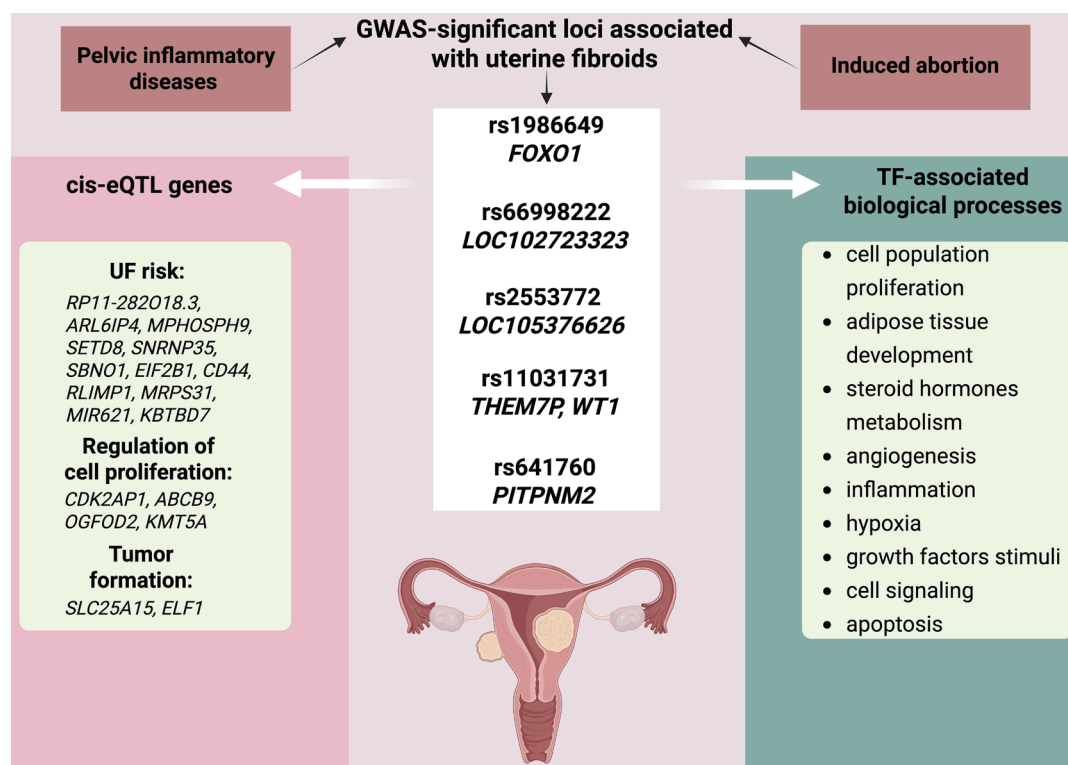 GWAS-significant loci associated
with uterine fibroids
Pelvic inflammatory
diseases
Induced abortion
rs1986649
FOXO1
rs66998222
LOC102723323
rs2553772
LOC105376626
rs11031731
THEM7P, WT1
rs641760
PITPNM2
cis-eQTL genes
UF risk:
RP11-282O18.3,
ARL6IP4, MPHOSPH9,
SETD8, SNRNP35,
SBNO1, EIF2B1, CD44,
RLIMP1, MRPS31,
MIR621, KBTBD7
Regulation of
cell proliferation:
CDK2AP1, ABCB9,
OGFOD2, KMT5A
Tumor
formation:
SLC25A15, ELF1
TF-associated
biological processes
• cell population
proliferation
• adipose tissue
development
• steroid hormones
metabolism
• angiogenesis
• inflammation
• hypoxia
• growth factors stimuli
• cell signaling
• apoptosis